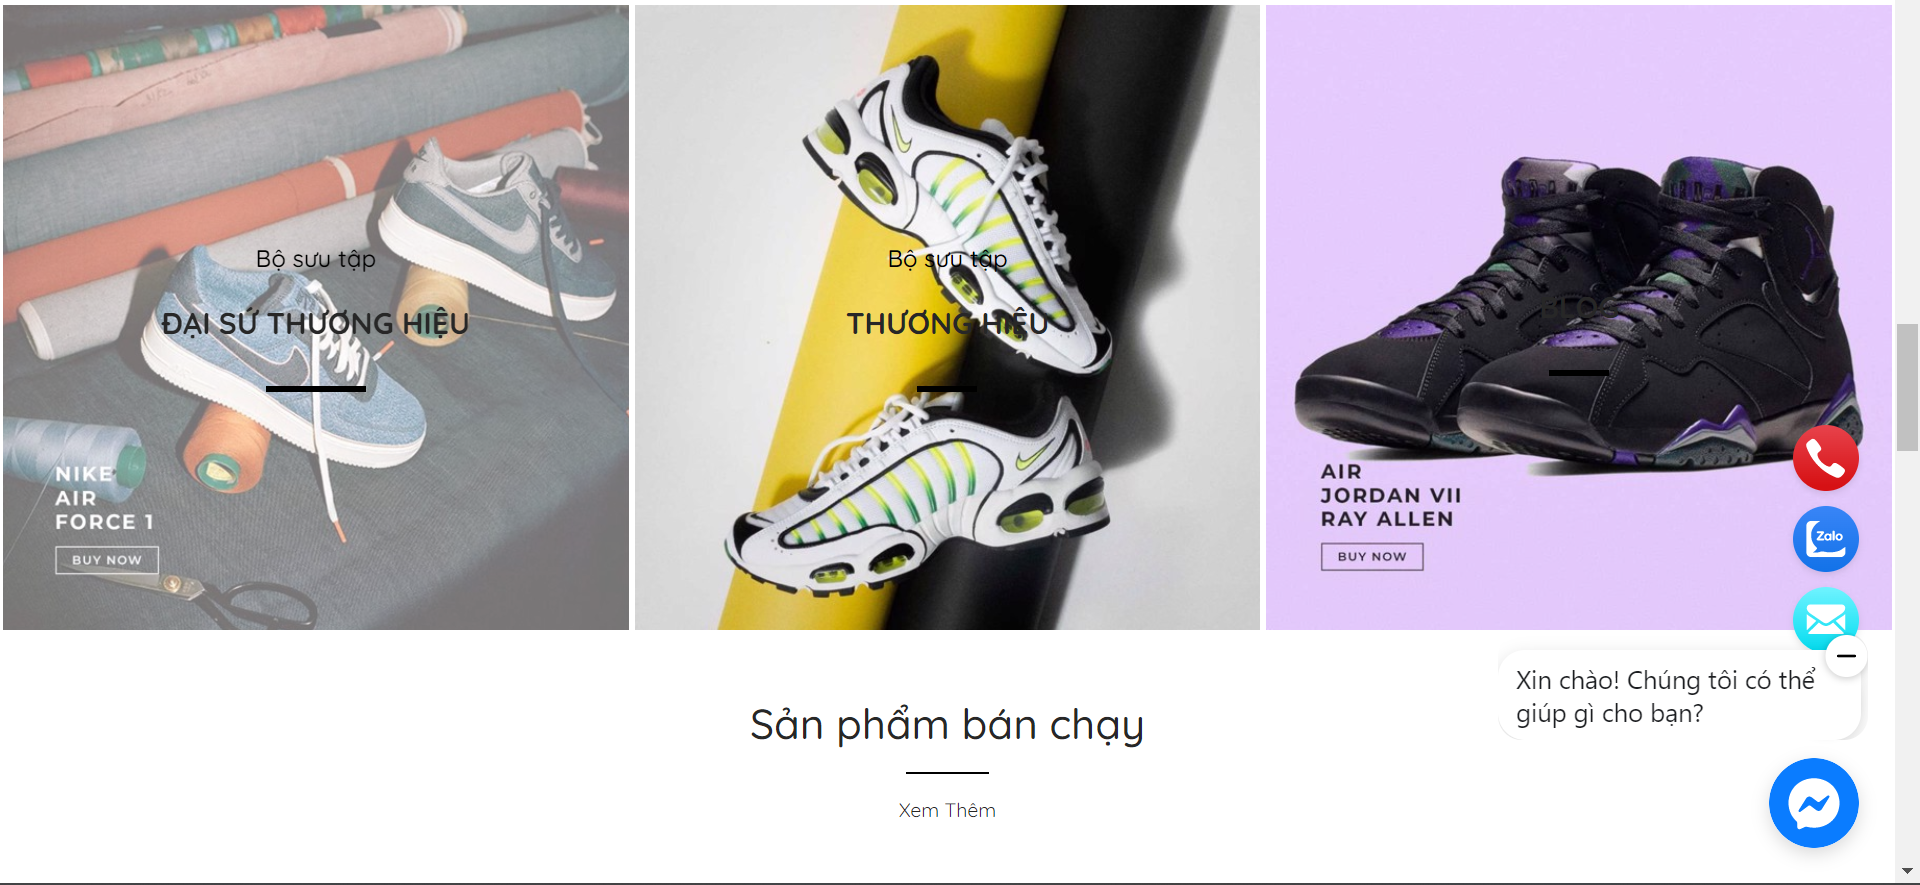 Bộ sưu tập
ĐẠI SỨ THƯƠNG HIỆU
NIKE
AIR
FORCE 1
BUY NOW
Bộ sưu tập
THƯƠNG HIỆU
BLOG
AIR
JORDAN VII
RAY ALLEN
BUY NOW
Zalo
Xin chào! Chúng tôi có thể
giúp gì cho bạn?
Sản phẩm bán chạy
Xem Thêm